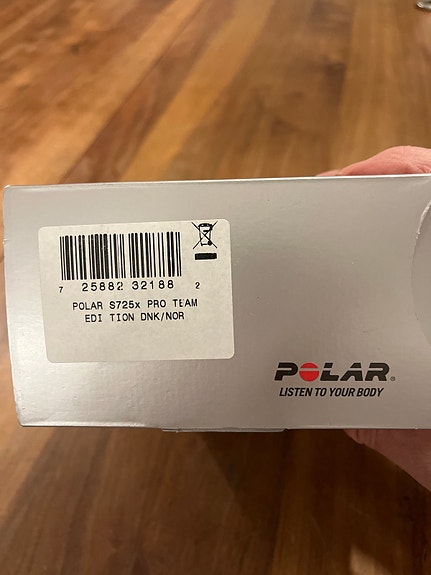 7 25882 32188 2
POLAR S725x PRO TEAM
EDI TION DNK/NOR
POLAR®
LISTEN TO YOUR BODY